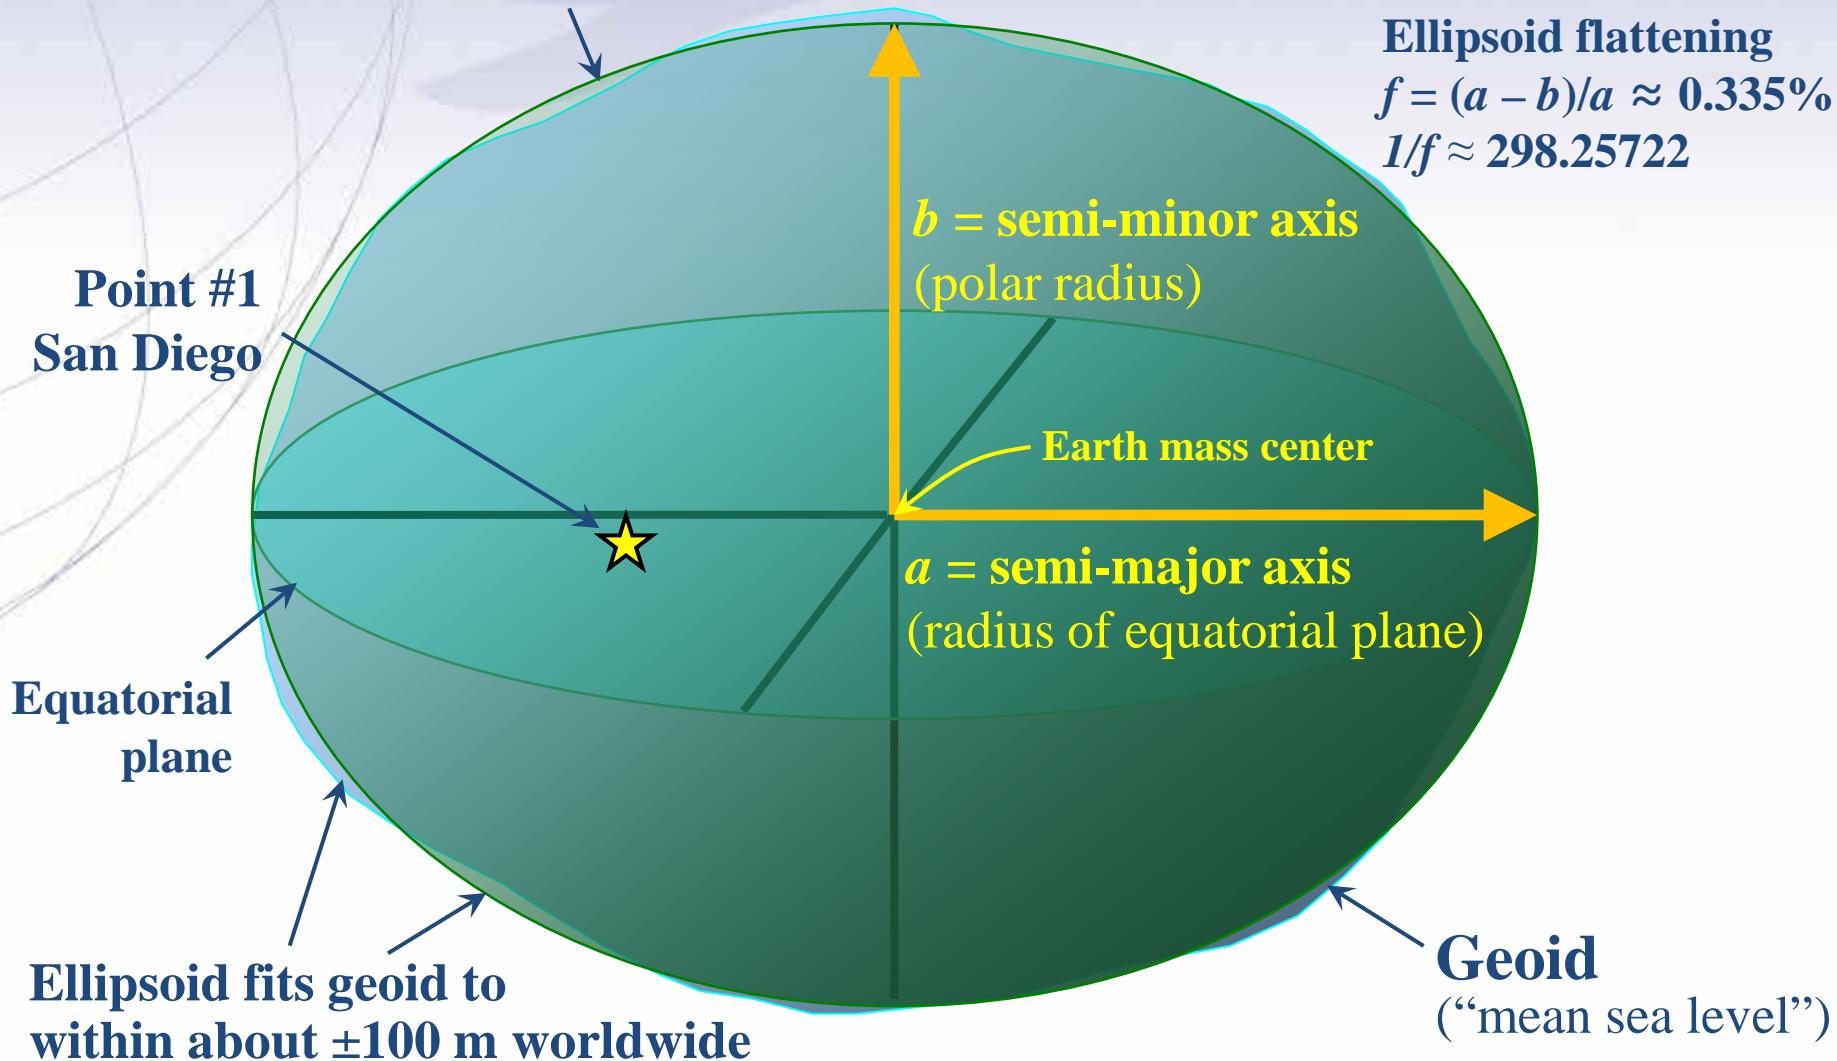 Ellipsoid flattening
f = (a – b)/a ≈ 0.335%
1/f ≈ 298.25722
b = semi-minor axis
(polar radius)
Point #1
San Diego
Earth mass center
a = semi-major axis
(radius of equatorial plane)
Equatorial
plane
Ellipsoid fits geoid to
within about ±100 m worldwide
Geoid
(“mean sea level”)